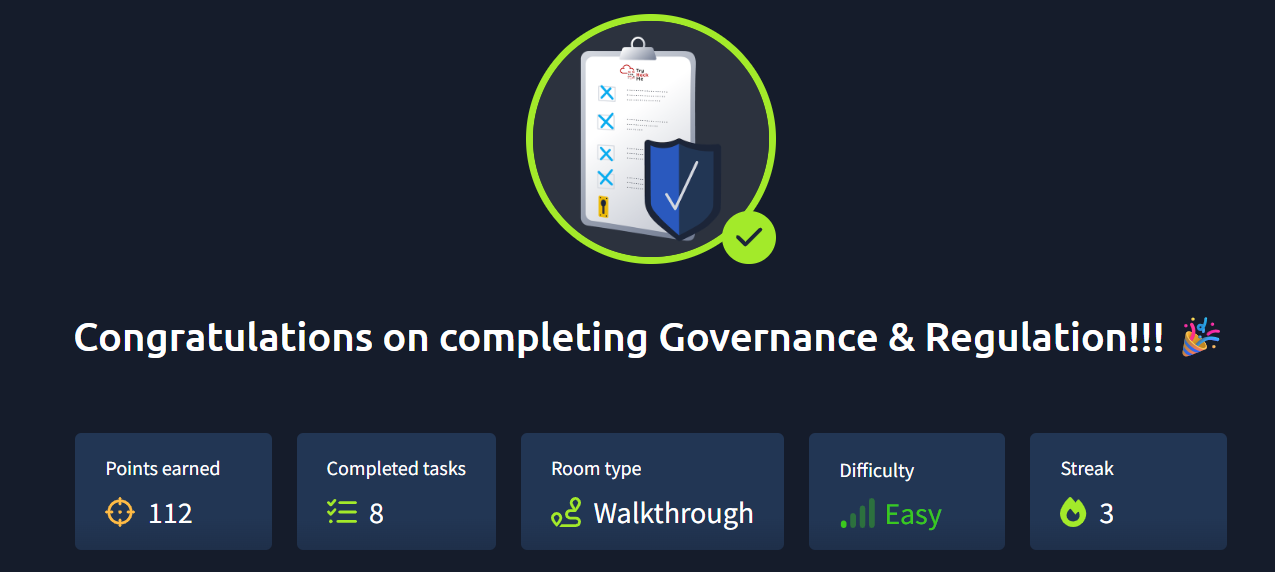 Try
Hack
Me
Congratulations on completing Governance & Regulation!!! 🎉
Points earned
112
Completed tasks
8
Room type
Walkthrough
Difficulty
Easy
Streak
3